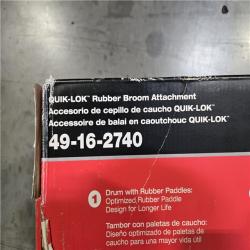 QUIK-LOK™ Rubber Broom Attachment
Accesorio de cepillo de caucho QUIK-LOK™
Accessoire de balai en caoutchouc QUIK-LOK™
49-16-2740
1 Drum with Rubber Paddles:
Optimized Rubber Paddle
Design for Longer Life
Tambor con paletas de caucho:
Diseño optimizado de paletas de
caucho para una mayor vida útil